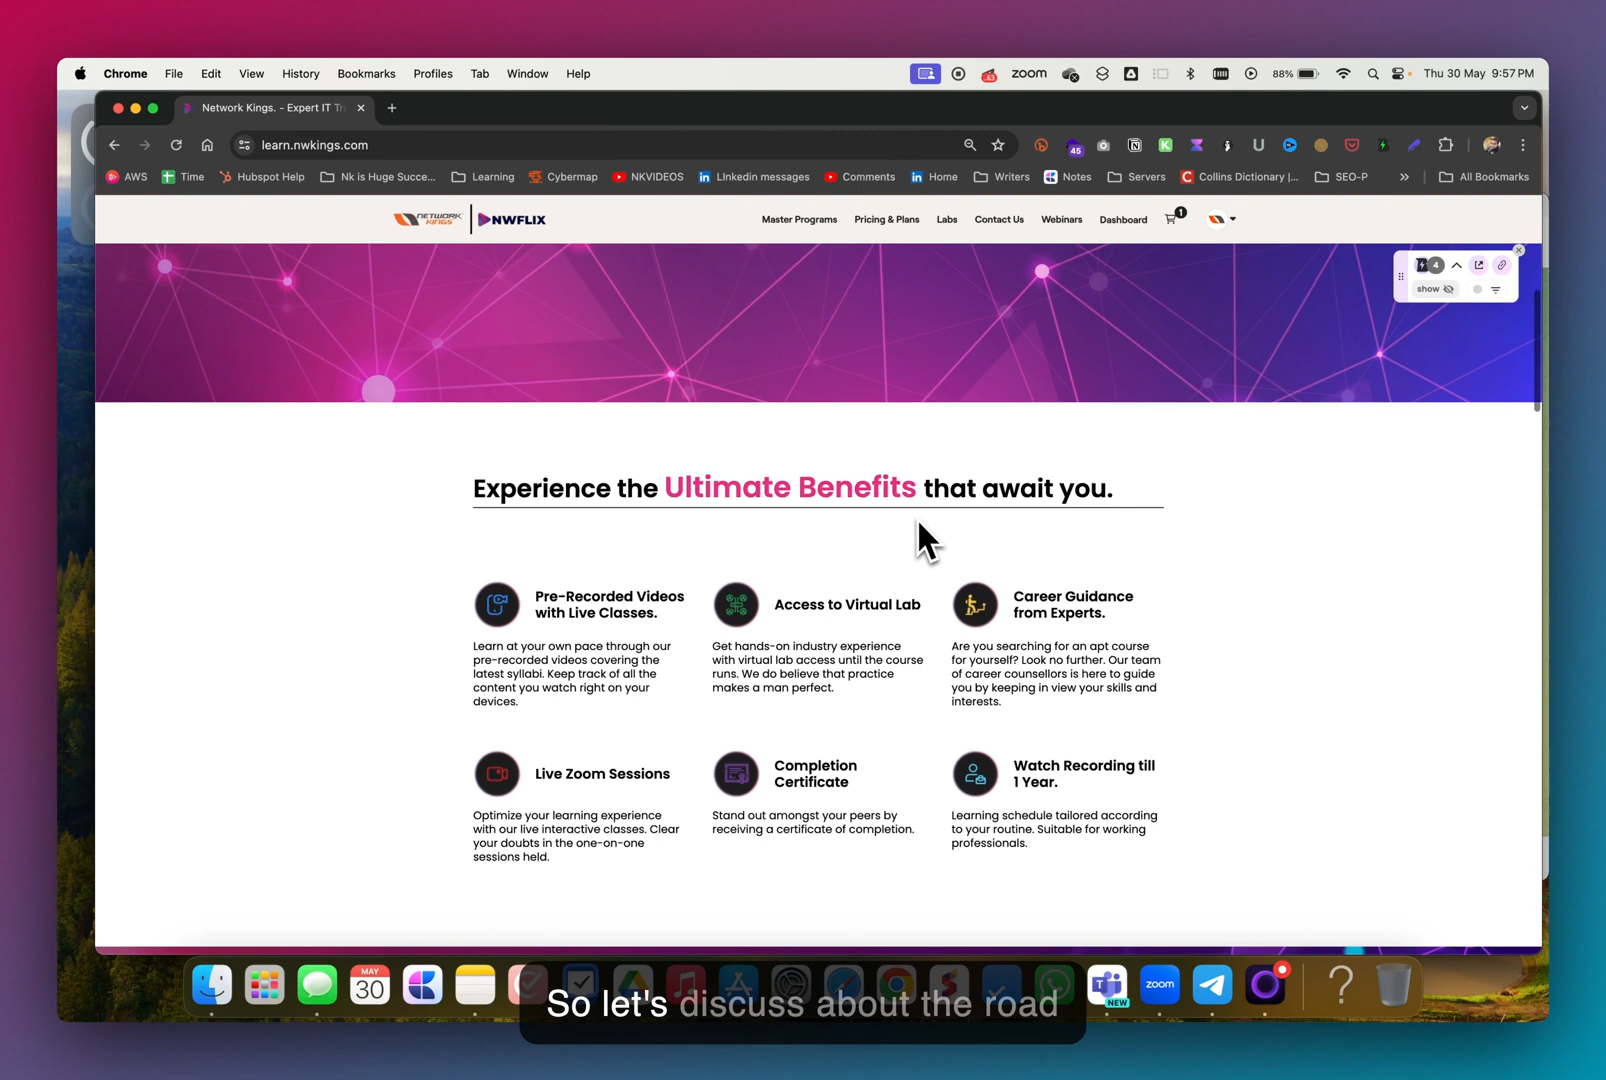 Chrome File Edit View History Bookmarks Profiles Tab Window Help .63 ZOOM 88% Thu 30 May 9:57 PM
Network Kings. - Expert IT Tr
learn.nwkings.com 45
AWS Time Hubspot Help Nk is Huge Succe... Learning Cybermap NKVIDEOS LInkedin messages Comments Home Writers Notes Servers Collins Dictionary |... SEO-P All Bookmarks
NETWORK KINGS NWFLIX Master Programs Pricing & Plans Labs Contact Us Webinars Dashboard 1
4
show
Experience the Ultimate Benefits that await you.
Pre-Recorded Videos
with Live Classes.
Learn at your own pace through our
pre-recorded videos covering the
latest syllabi. Keep track of all the
content you watch right on your
devices.
Access to Virtual Lab
Get hands-on industry experience
with virtual lab access until the course
runs. We do believe that practice
makes a man perfect.
Career Guidance
from Experts.
Are you searching for an apt course
for yourself? Look no further. Our team
of career counsellors is here to guide
you by keeping in view your skills and
interests.
Live Zoom Sessions
Optimize your learning experience
with our live interactive classes. Clear
your doubts in the one-on-one
sessions held.
Completion
Certificate
Stand out amongst your peers by
receiving a certificate of completion.
Watch Recording till
1 Year.
Learning schedule tailored according
to your routine. Suitable for working
professionals.
MAY
30
zoom
NEW
So let's discuss about the road